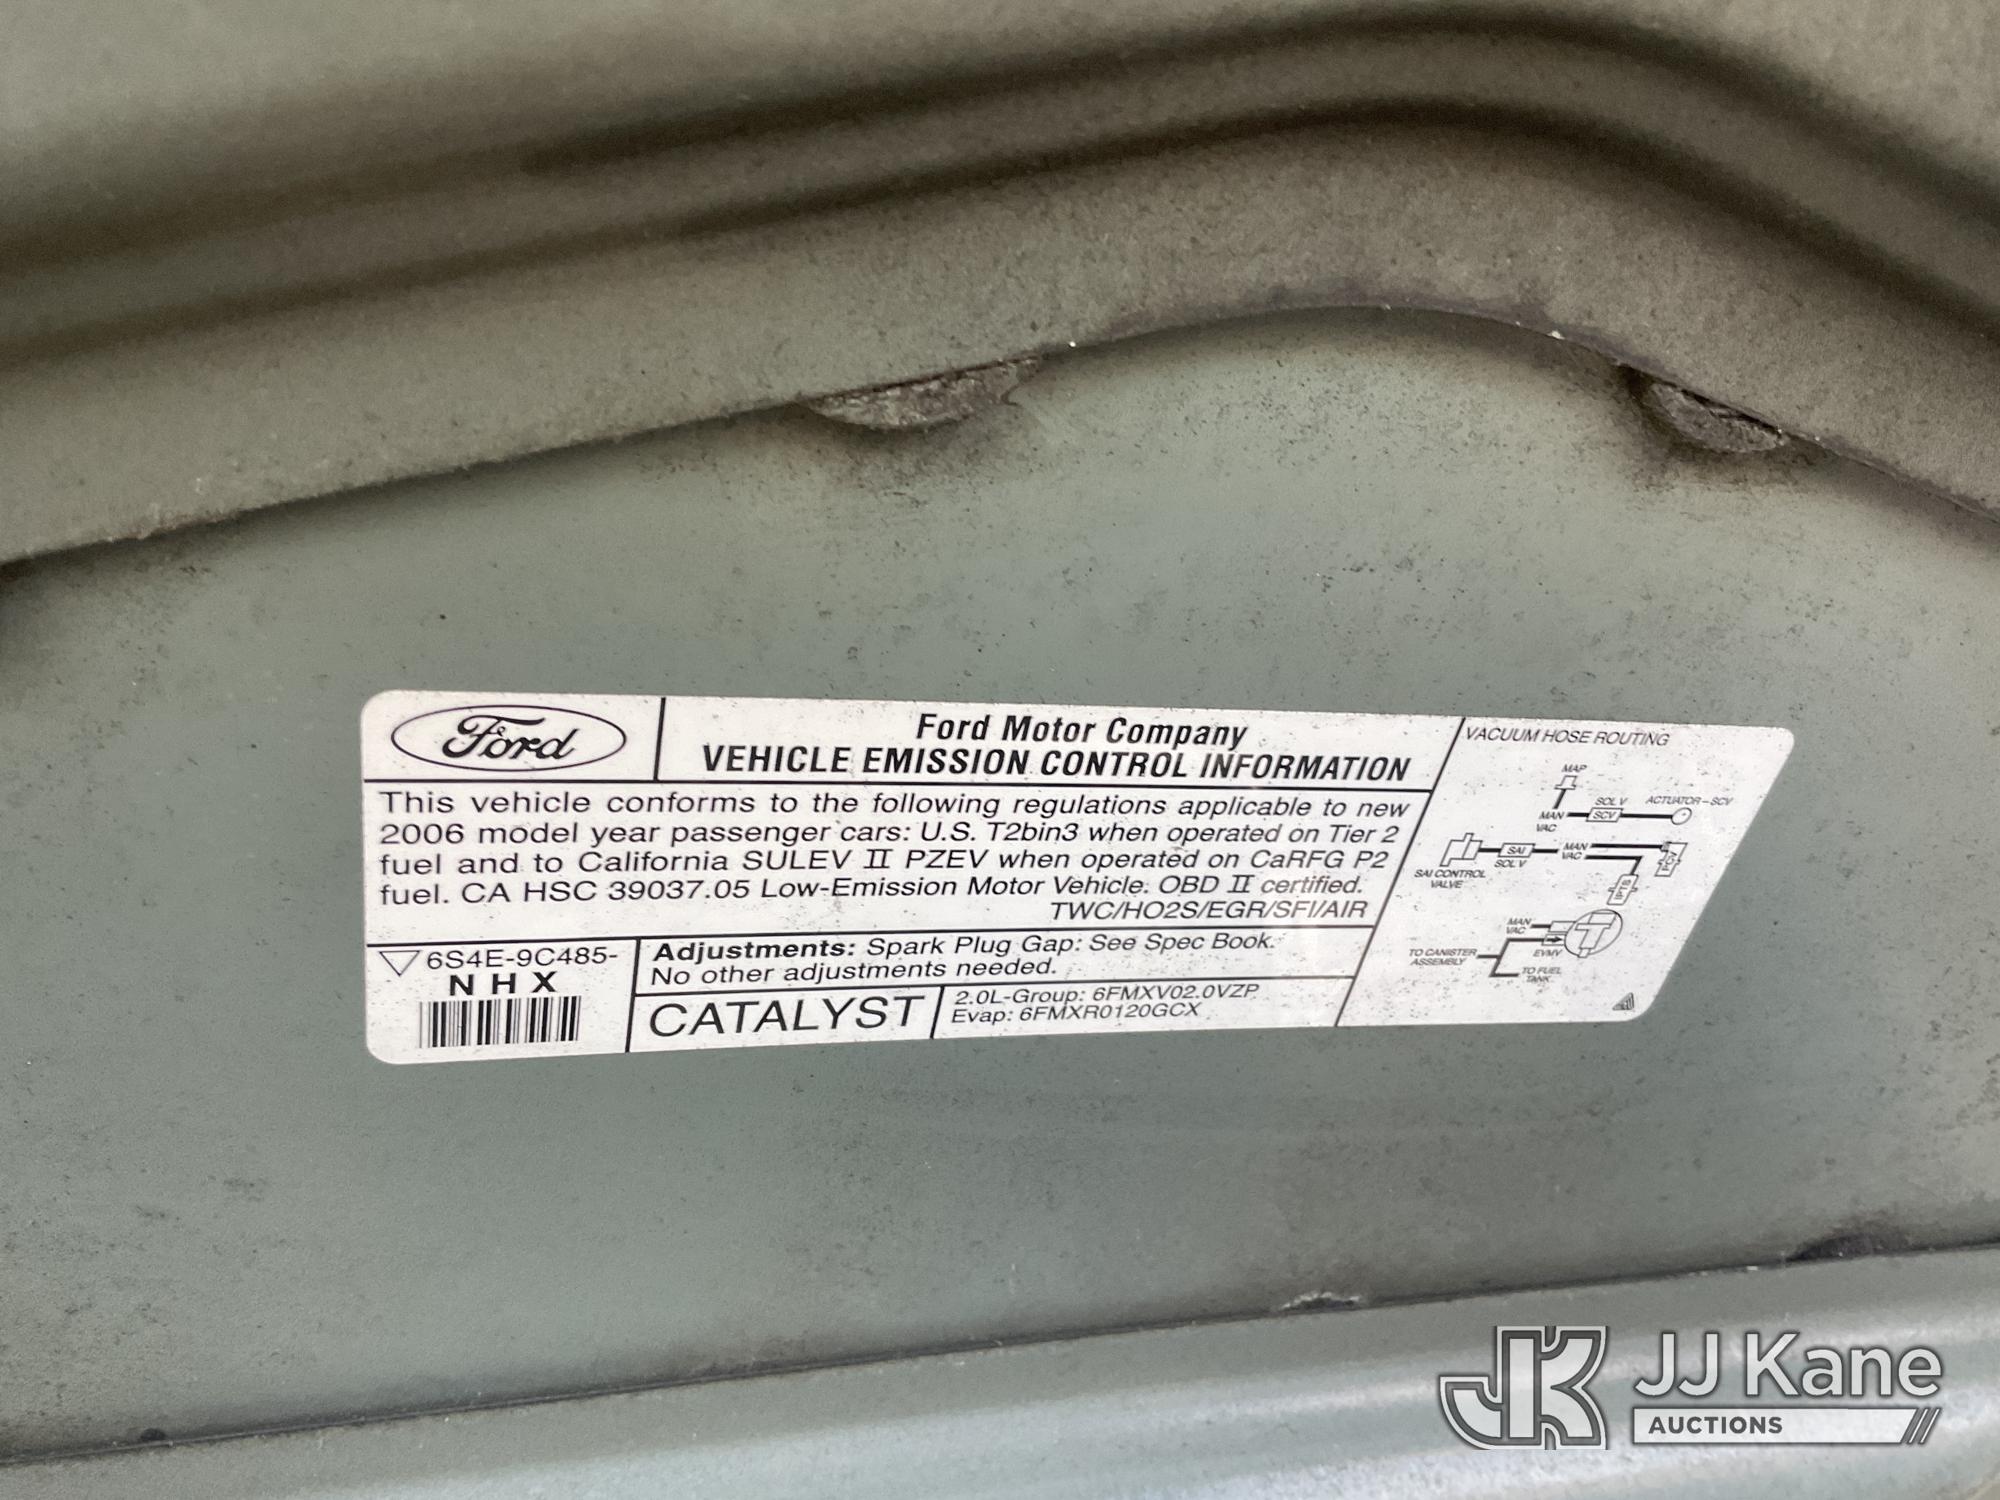 Ford
Ford Motor Company
VEHICLE EMISSION CONTROL INFORMATION
This vehicle conforms to the following regulations applicable to new
2006 model year passenger cars: U.S. T2bin3 when operated on Tier 2
fuel and to California SULEV II PZEV when operated on CaRFG P2
fuel. CA HSC 39037.05 Low-Emission Motor Vehicle. OBD II certified.
TWC/HO2S/EGR/SFI/AIR
6S4E-9C485-
NHX
Adjustments: Spark Plug Gap: See Spec Book.
No other adjustments needed.
CATALYST
2.0L-Group: 6FMXV02.0VZP
Evap: 6FMXR0120GCX
VACUUM HOSE ROUTING
MAP
SOL V
ACTUATOR-SCV
MAN
VAC
SCV
SAI
SOL V
MAN
VAC
SAI CONTROL
VALVE
MAN
VAC
EVMV
TO CANISTER
ASSEMBLY
TO FUEL
TANK
JK
JJ Kane
AUCTIONS